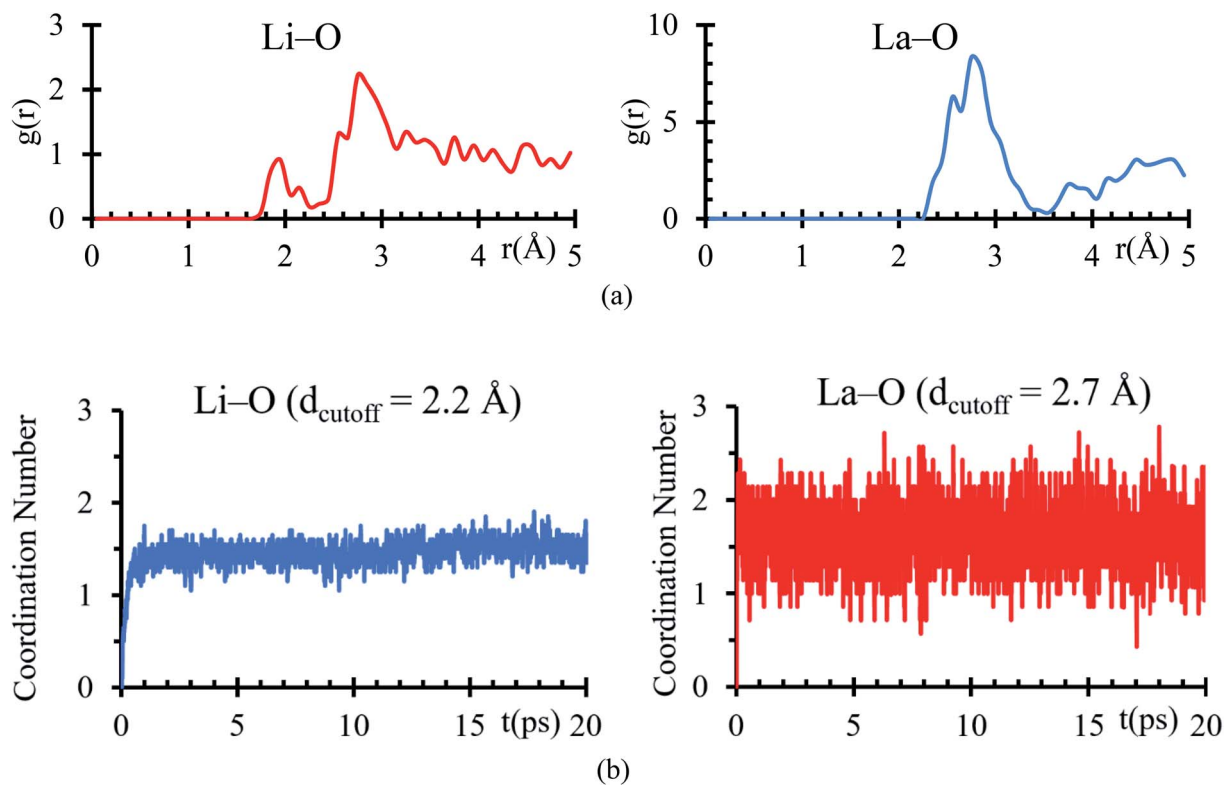 Li–O
g(r)
3
2
1
0
0 1 2 3 4 5
r(Å)
La–O
g(r)
10
5
0
0 1 2 3 4 5
r(Å)
(a)
Li–O (d_cutoff = 2.2 Å)
Coordination Number
3
2
1
0
0 5 10 15 20
t(ps)
La–O (d_cutoff = 2.7 Å)
Coordination Number
3
2
1
0
0 5 10 15 20
t(ps)
(b)